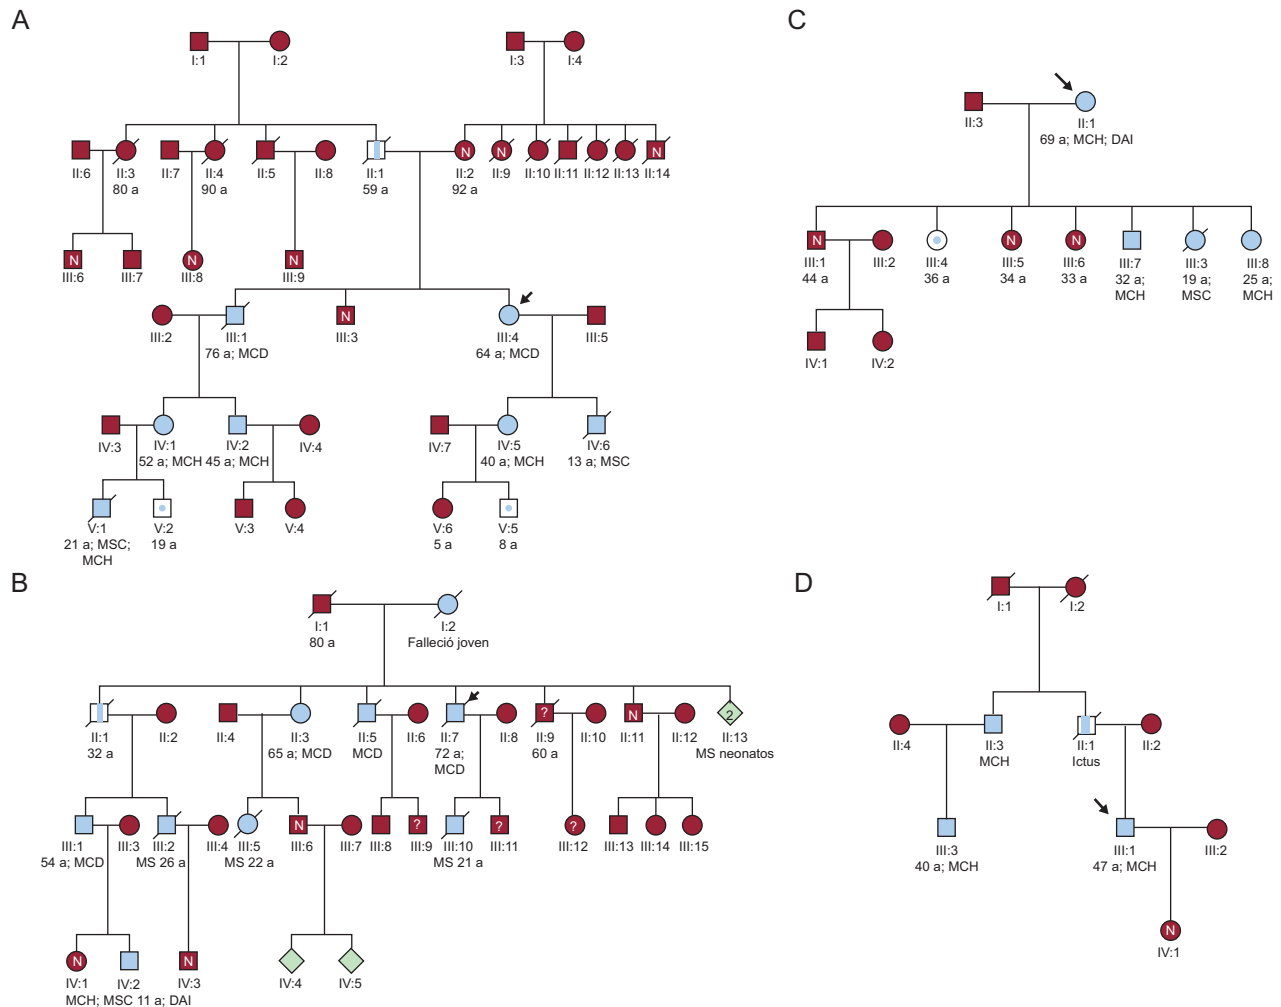 A
I:1
I:2
I:3
I:4
N
N
N
II:6
II:3
II:7
II:4
II:5
II:8
II:1
II:2
II:9
II:10
II:11
II:12
II:13
II:14
80 a
90 a
59 a
92 a
N
N
N
III:6
III:7
III:8
III:9
N
III:2
III:1
III:3
III:4
III:5
76 a; MCD
64 a; MCD
IV:3
IV:1
IV:2
IV:4
IV:7
IV:5
IV:6
52 a; MCH
45 a; MCH
40 a; MCH
13 a; MSC
V:1
V:2
V:3
V:4
V:6
V:5
21 a; MSC;
MCH
19 a
5 a
8 a
B
I:1
I:2
80 a
Falleció joven
?
N
2
II:1
II:2
II:4
II:3
II:5
II:6
II:7
II:8
II:9
II:10
II:11
II:12
II:13
32 a
65 a; MCD
MCD
72 a;
MCD
60 a
MS neonatos
N
?
?
?
III:1
III:3
III:2
III:4
III:5
III:6
III:7
III:8
III:9
III:10
III:11
III:12
III:13
III:14
III:15
54 a; MCD
MS 26 a
MS 22 a
MS 21 a
N
N
IV:1
IV:2
IV:3
IV:4
IV:5
MCH; MSC 11 a; DAI
C
II:3
II:1
69 a; MCH; DAI
N
N
N
III:1
III:2
III:4
III:5
III:6
III:7
III:3
III:8
44 a
36 a
34 a
33 a
32 a;
MCH
19 a;
MSC
25 a;
MCH
IV:1
IV:2
D
I:1
I:2
II:4
II:3
II:1
II:2
MCH
Ictus
III:3
III:1
III:2
40 a; MCH
47 a; MCH
N
IV:1